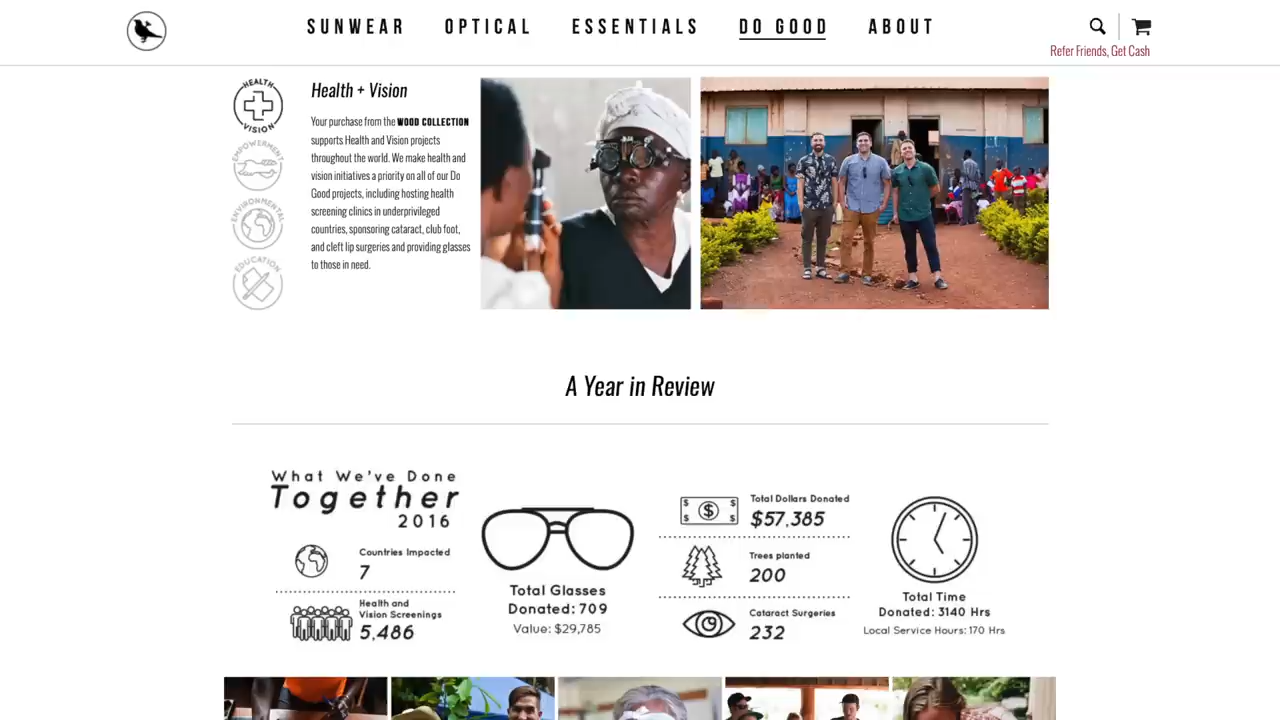 SUNWEAR OPTICAL ESSENTIALS DO GOOD ABOUT
Refer Friends, Get Cash
HEALTH
VISION
EMPOWERMENT
ENVIRONMENTAL
EDUCATION
Health + Vision
Your purchase from the WOOD COLLECTION
supports Health and Vision projects
throughout the world. We make health and
vision initiatives a priority on all of our Do
Good projects, including hosting health
screening clinics in underprivileged
countries, sponsoring cataract, club foot,
and cleft lip surgeries and providing glasses
to those in need.
A Year in Review
What We've Done
Together
2016
Countries Impacted
7
Health and
Vision Screenings
5,486
Total Glasses
Donated: 709
Value: $29,785
Total Dollars Donated
$57,385
Trees planted
200
Cataract Surgeries
232
Total Time
Donated: 3140 Hrs
Local Service Hours: 170 Hrs